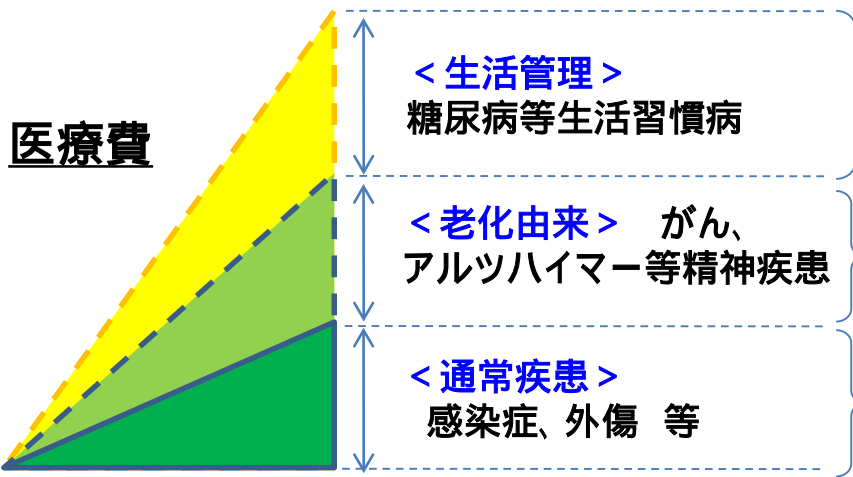 医療費
<生活管理>
糖尿病等生活習慣病
<老化由来> がん、
アルツハイマー等精神疾患
<通常疾患>
感染症、外傷 等